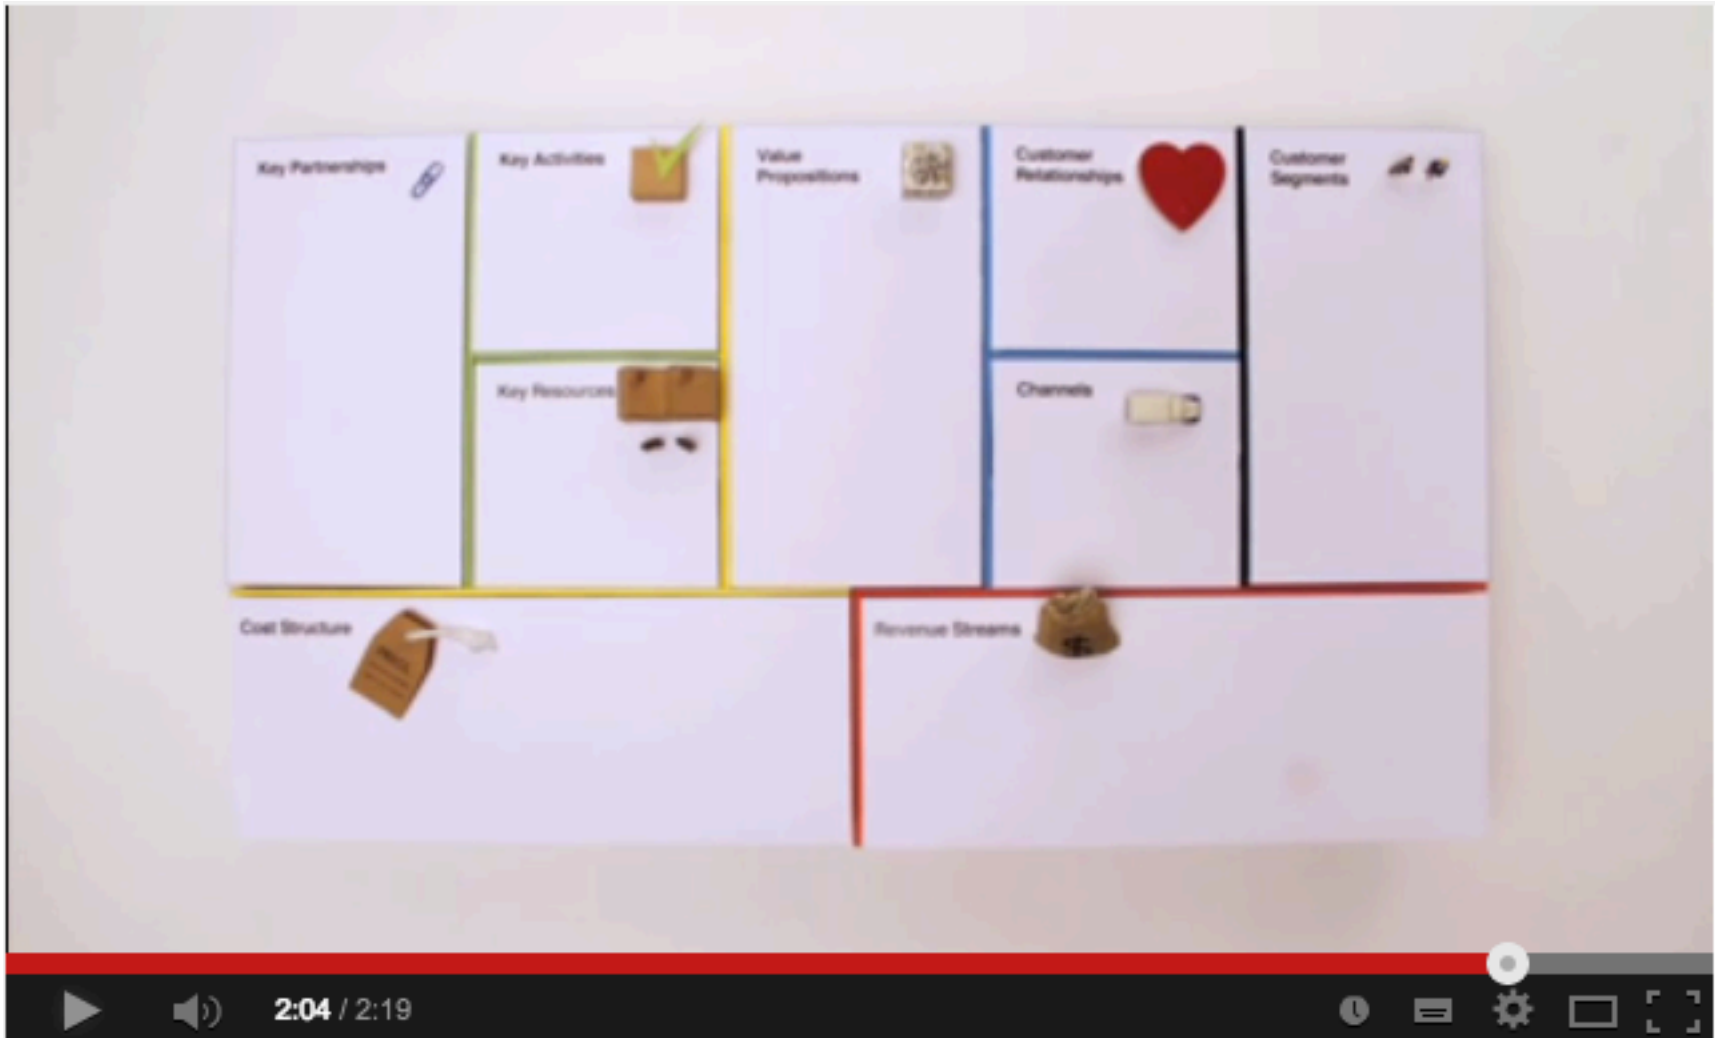 Key Partnerships
Key Activities
Value
Propositions
Customer
Relationships
Customer
Segments
Key Resources
Channels
Cost Structure
Revenue Streams
2:04 / 2:19